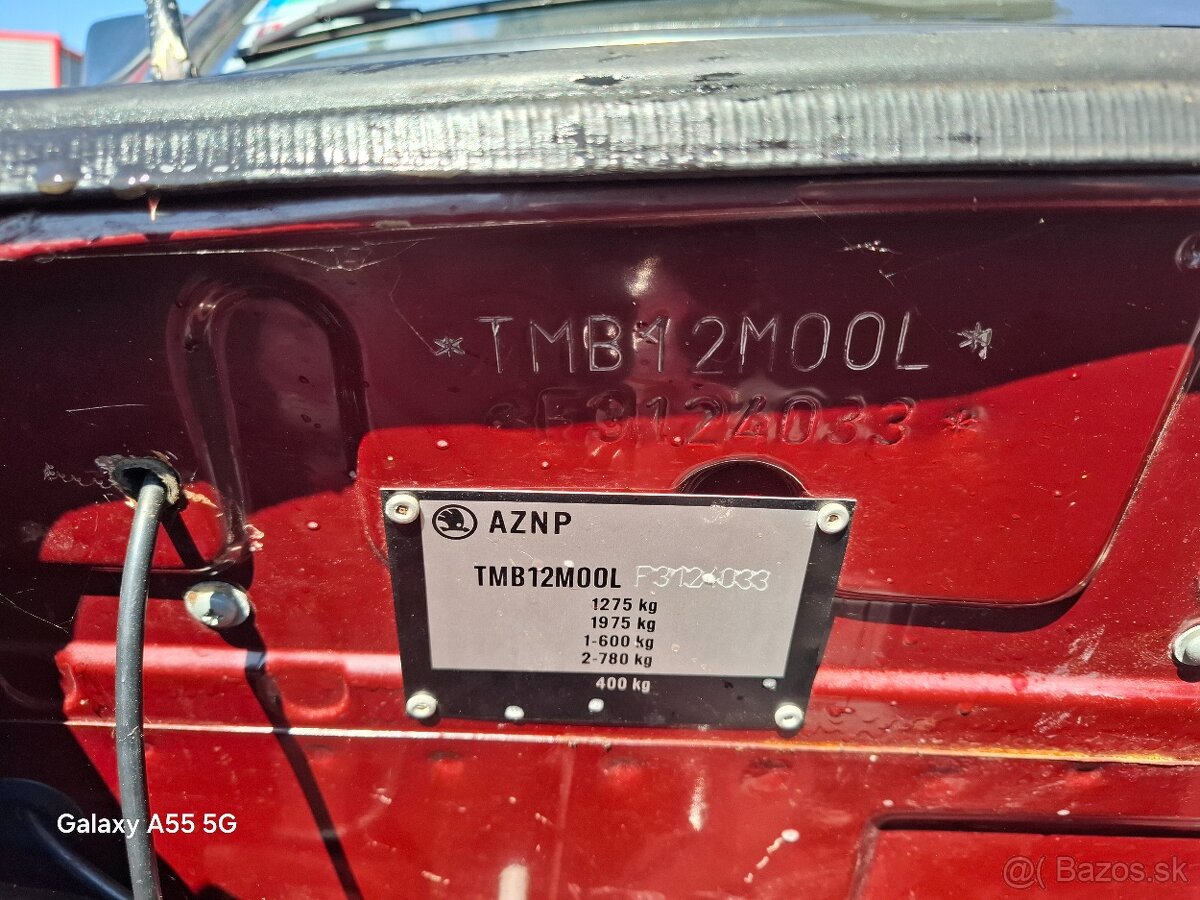 *TMB12M00L*
*F3124033*
AZNP
TMB12M00L F3124033
1275 kg
1975 kg
1-600 kg
2-780 kg
400 kg
Galaxy A55 5G
@( Bazos.sk